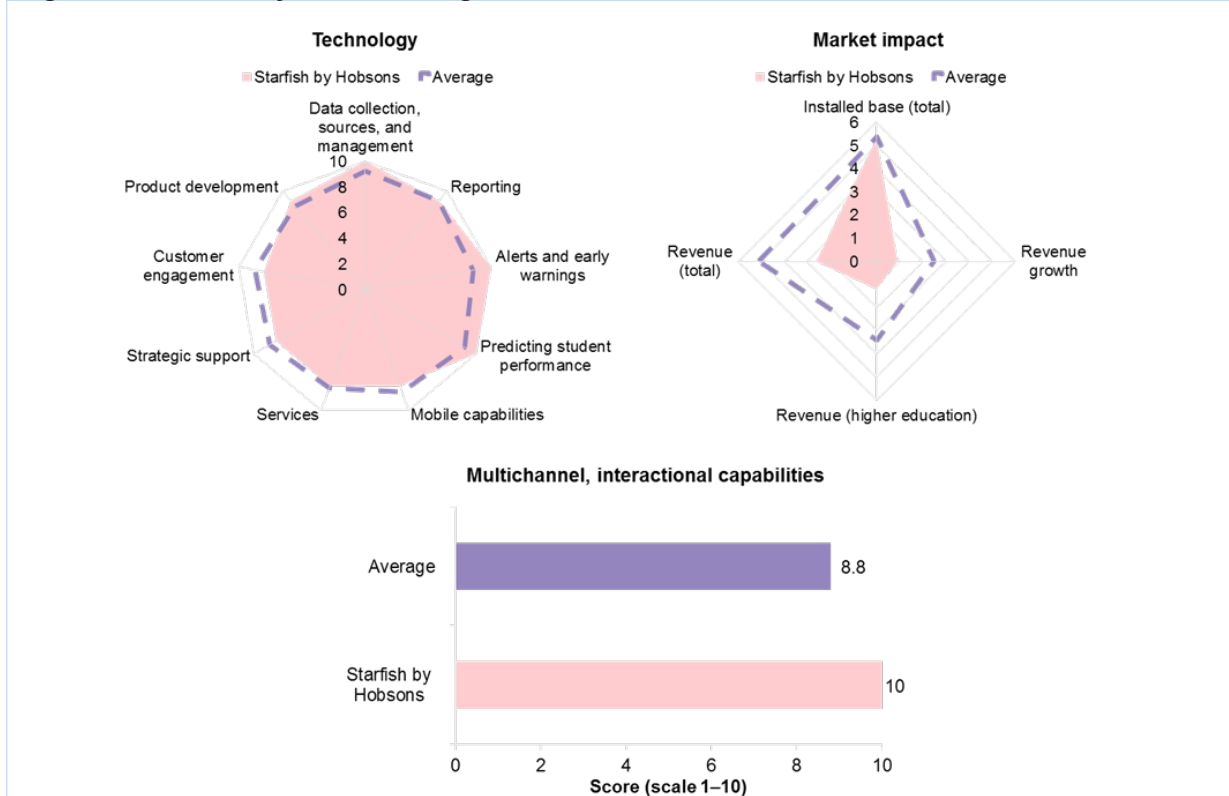 Technology
Starfish by Hobsons
Average
Data collection,
sources, and
management
10
8
6
4
2
0
Reporting
Alerts and early
warnings
Predicting student
performance
Mobile capabilities
Services
Strategic support
Customer
engagement
Product development
Market impact
Starfish by Hobsons
Average
Installed base (total)
6
5
4
3
2
1
0
Revenue
growth
Revenue (higher education)
Revenue
(total)
Multichannel, interactional capabilities
Average
8.8
Starfish by
Hobsons
10
0
2
4
6
8
10
Score (scale 1–10)